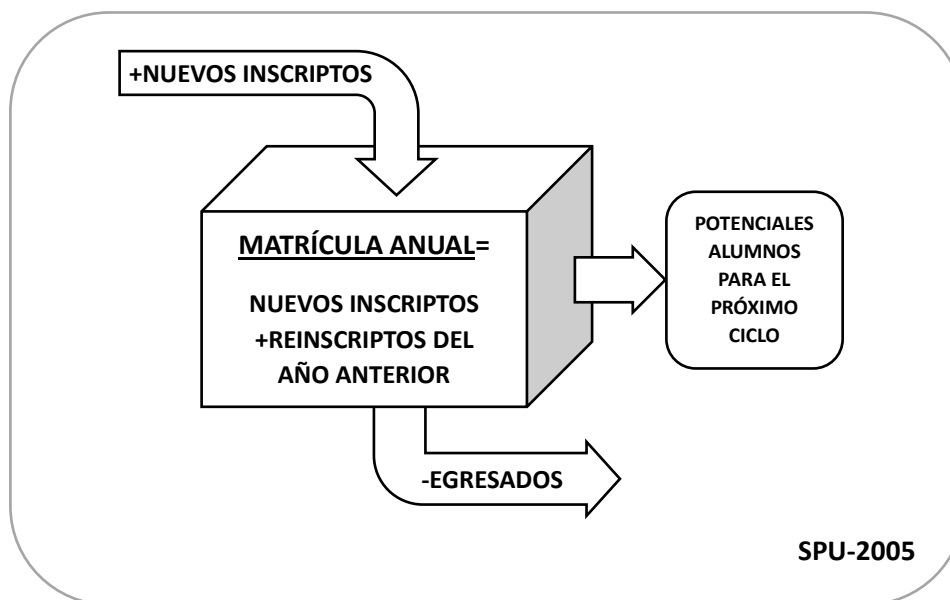 +NUEVOS INSCRIPTOS
MATRÍCULA ANUAL=
NUEVOS INSCRIPTOS
+REINSCRIPTOS DEL
AÑO ANTERIOR
POTENCIALES
ALUMNOS
PARA EL
PRÓXIMO
CICLO
-EGRESADOS
SPU-2005